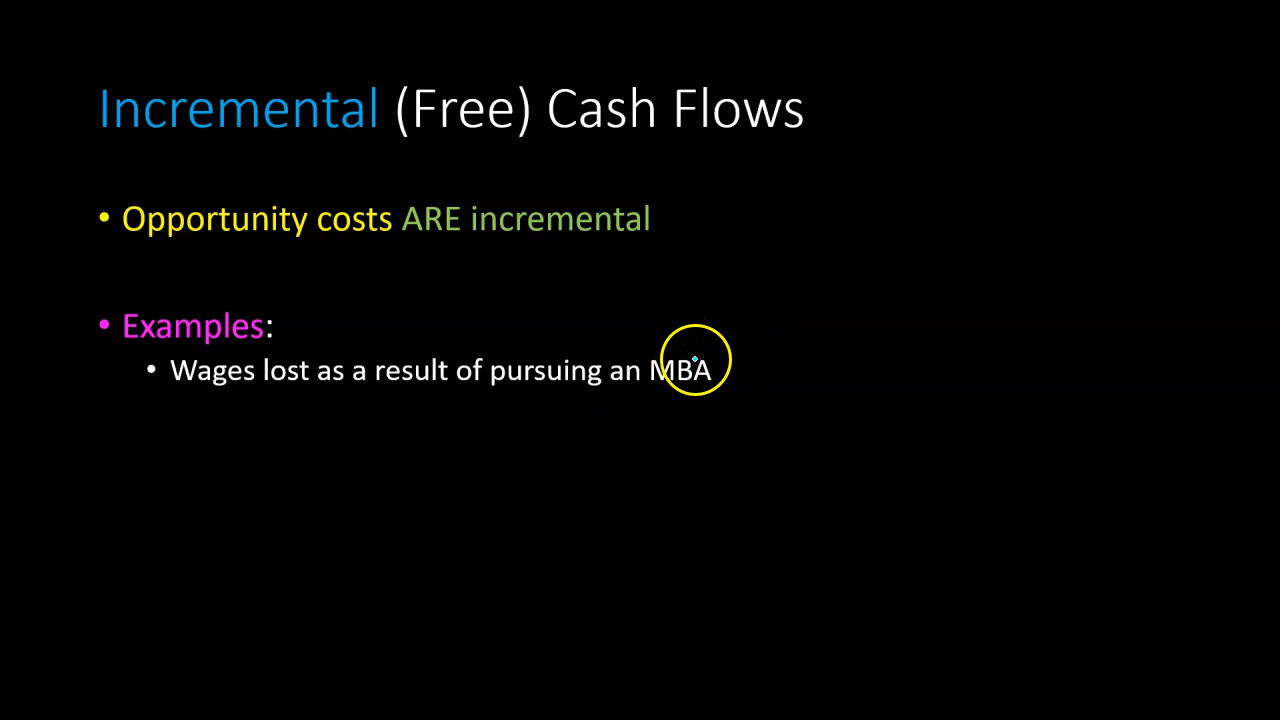 Incremental (Free) Cash Flows
• Opportunity costs ARE incremental
• Examples:
• Wages lost as a result of pursuing an MBA